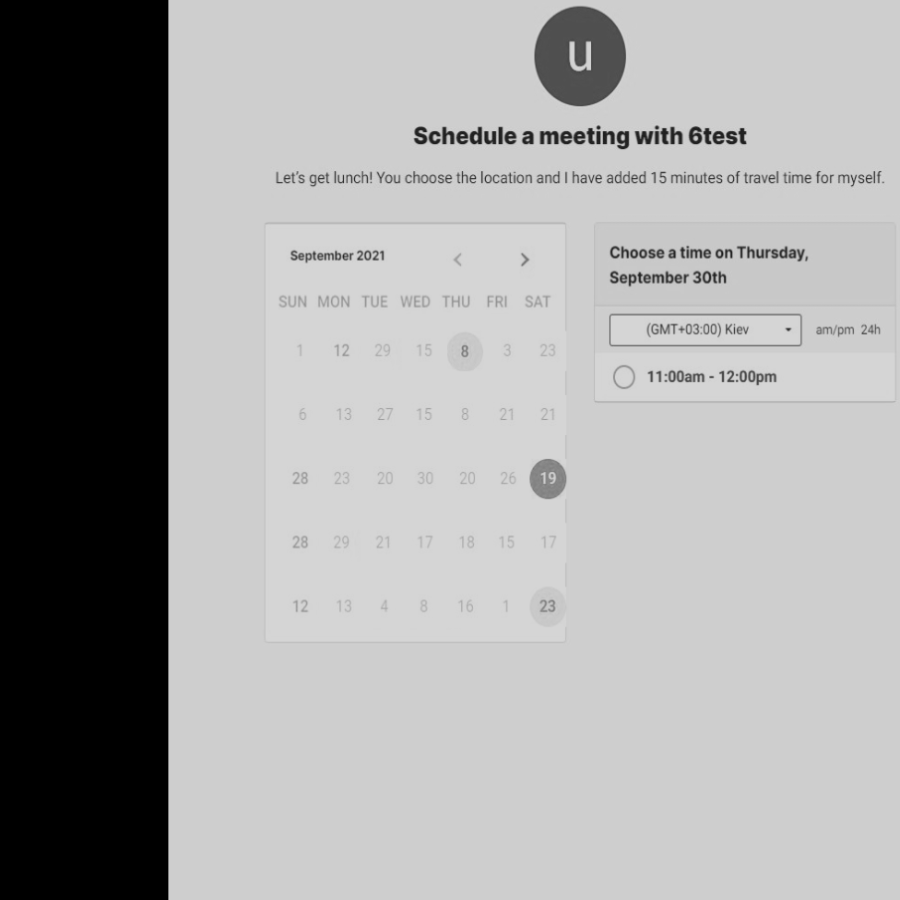 u
Schedule a meeting with 6test
Let's get lunch! You choose the location and I have added 15 minutes of travel time for myself.
September 2021
SUN MON TUE WED THU FRI SAT
1 12 29 15 8 3 23
6 13 27 15 8 21 21
28 23 20 30 20 26 19
28 29 21 17 18 15 17
12 13 4 8 16 1 23
Choose a time on Thursday,
September 30th
(GMT+03:00) Kiev am/pm 24h
11:00am - 12:00pm